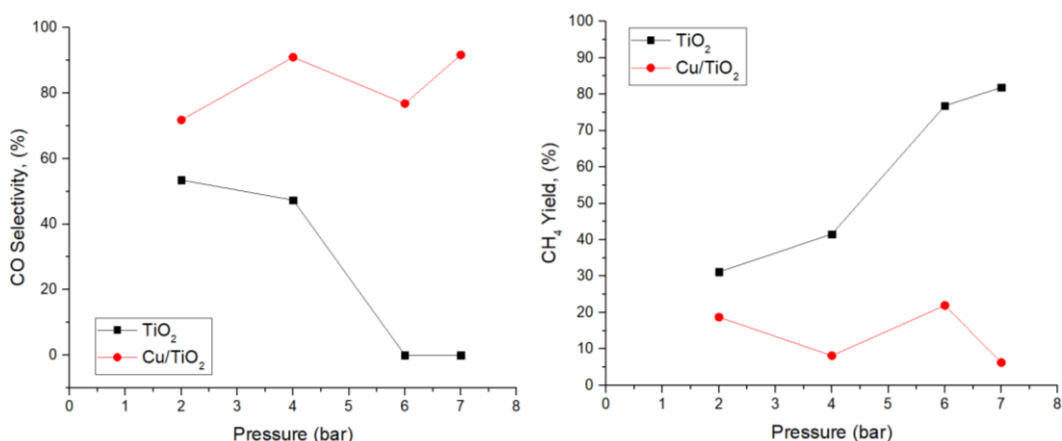 100
80
60
40
20
0
CO Selectivity, (%)
TiO₂
Cu/TiO₂
0 1 2 3 4 5 6 7 8
Pressure (bar)
100
90
80
70
60
50
40
30
20
10
0
CH₄ Yield, (%)
TiO₂
Cu/TiO₂
0 1 2 3 4 5 6 7 8
Pressure (bar)